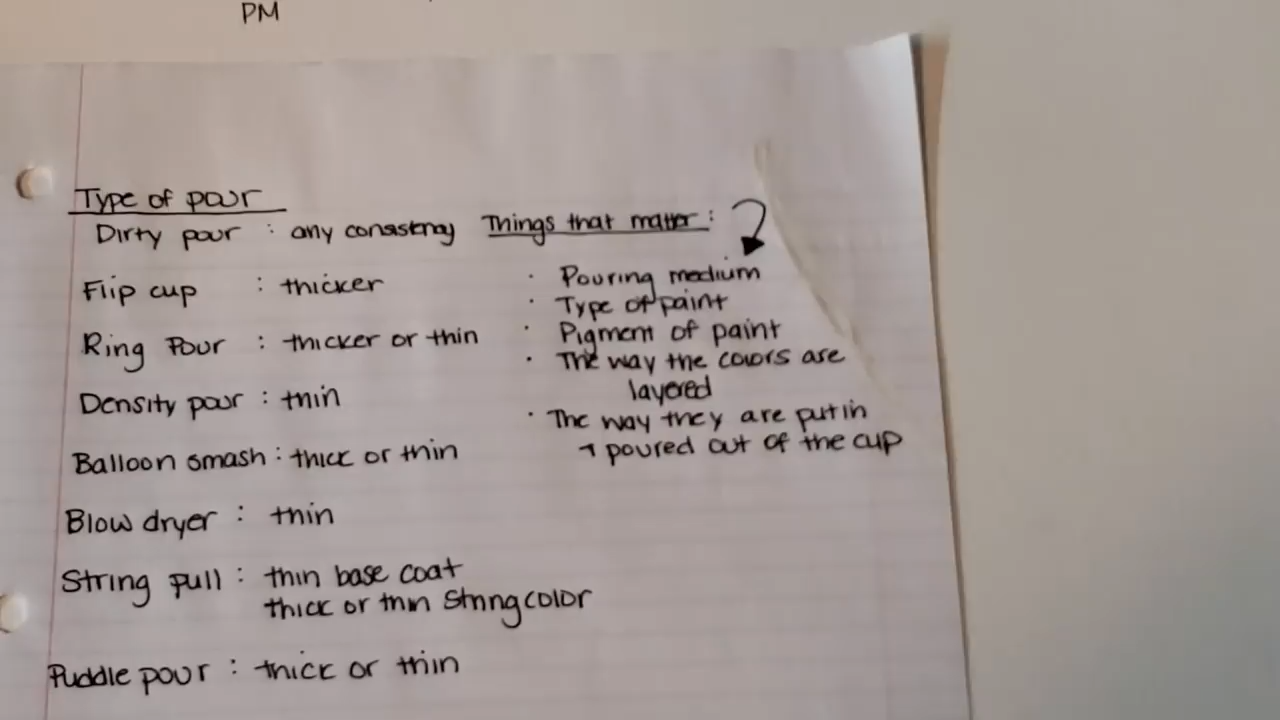 PM
Type of pour
Dirty pour : any consistency
Things that matter:
Flip cup : thicker
Ring Pour : thicker or thin
Density pour : thin
Balloon smash : thick or thin
Blow dryer : thin
String pull : thin base coat
thick or thin string color
Puddle pour : thick or thin
· Pouring medium
· Type of paint
· Pigment of paint
· The way the colors are
layered
· The way they are put in
+ poured out of the cup